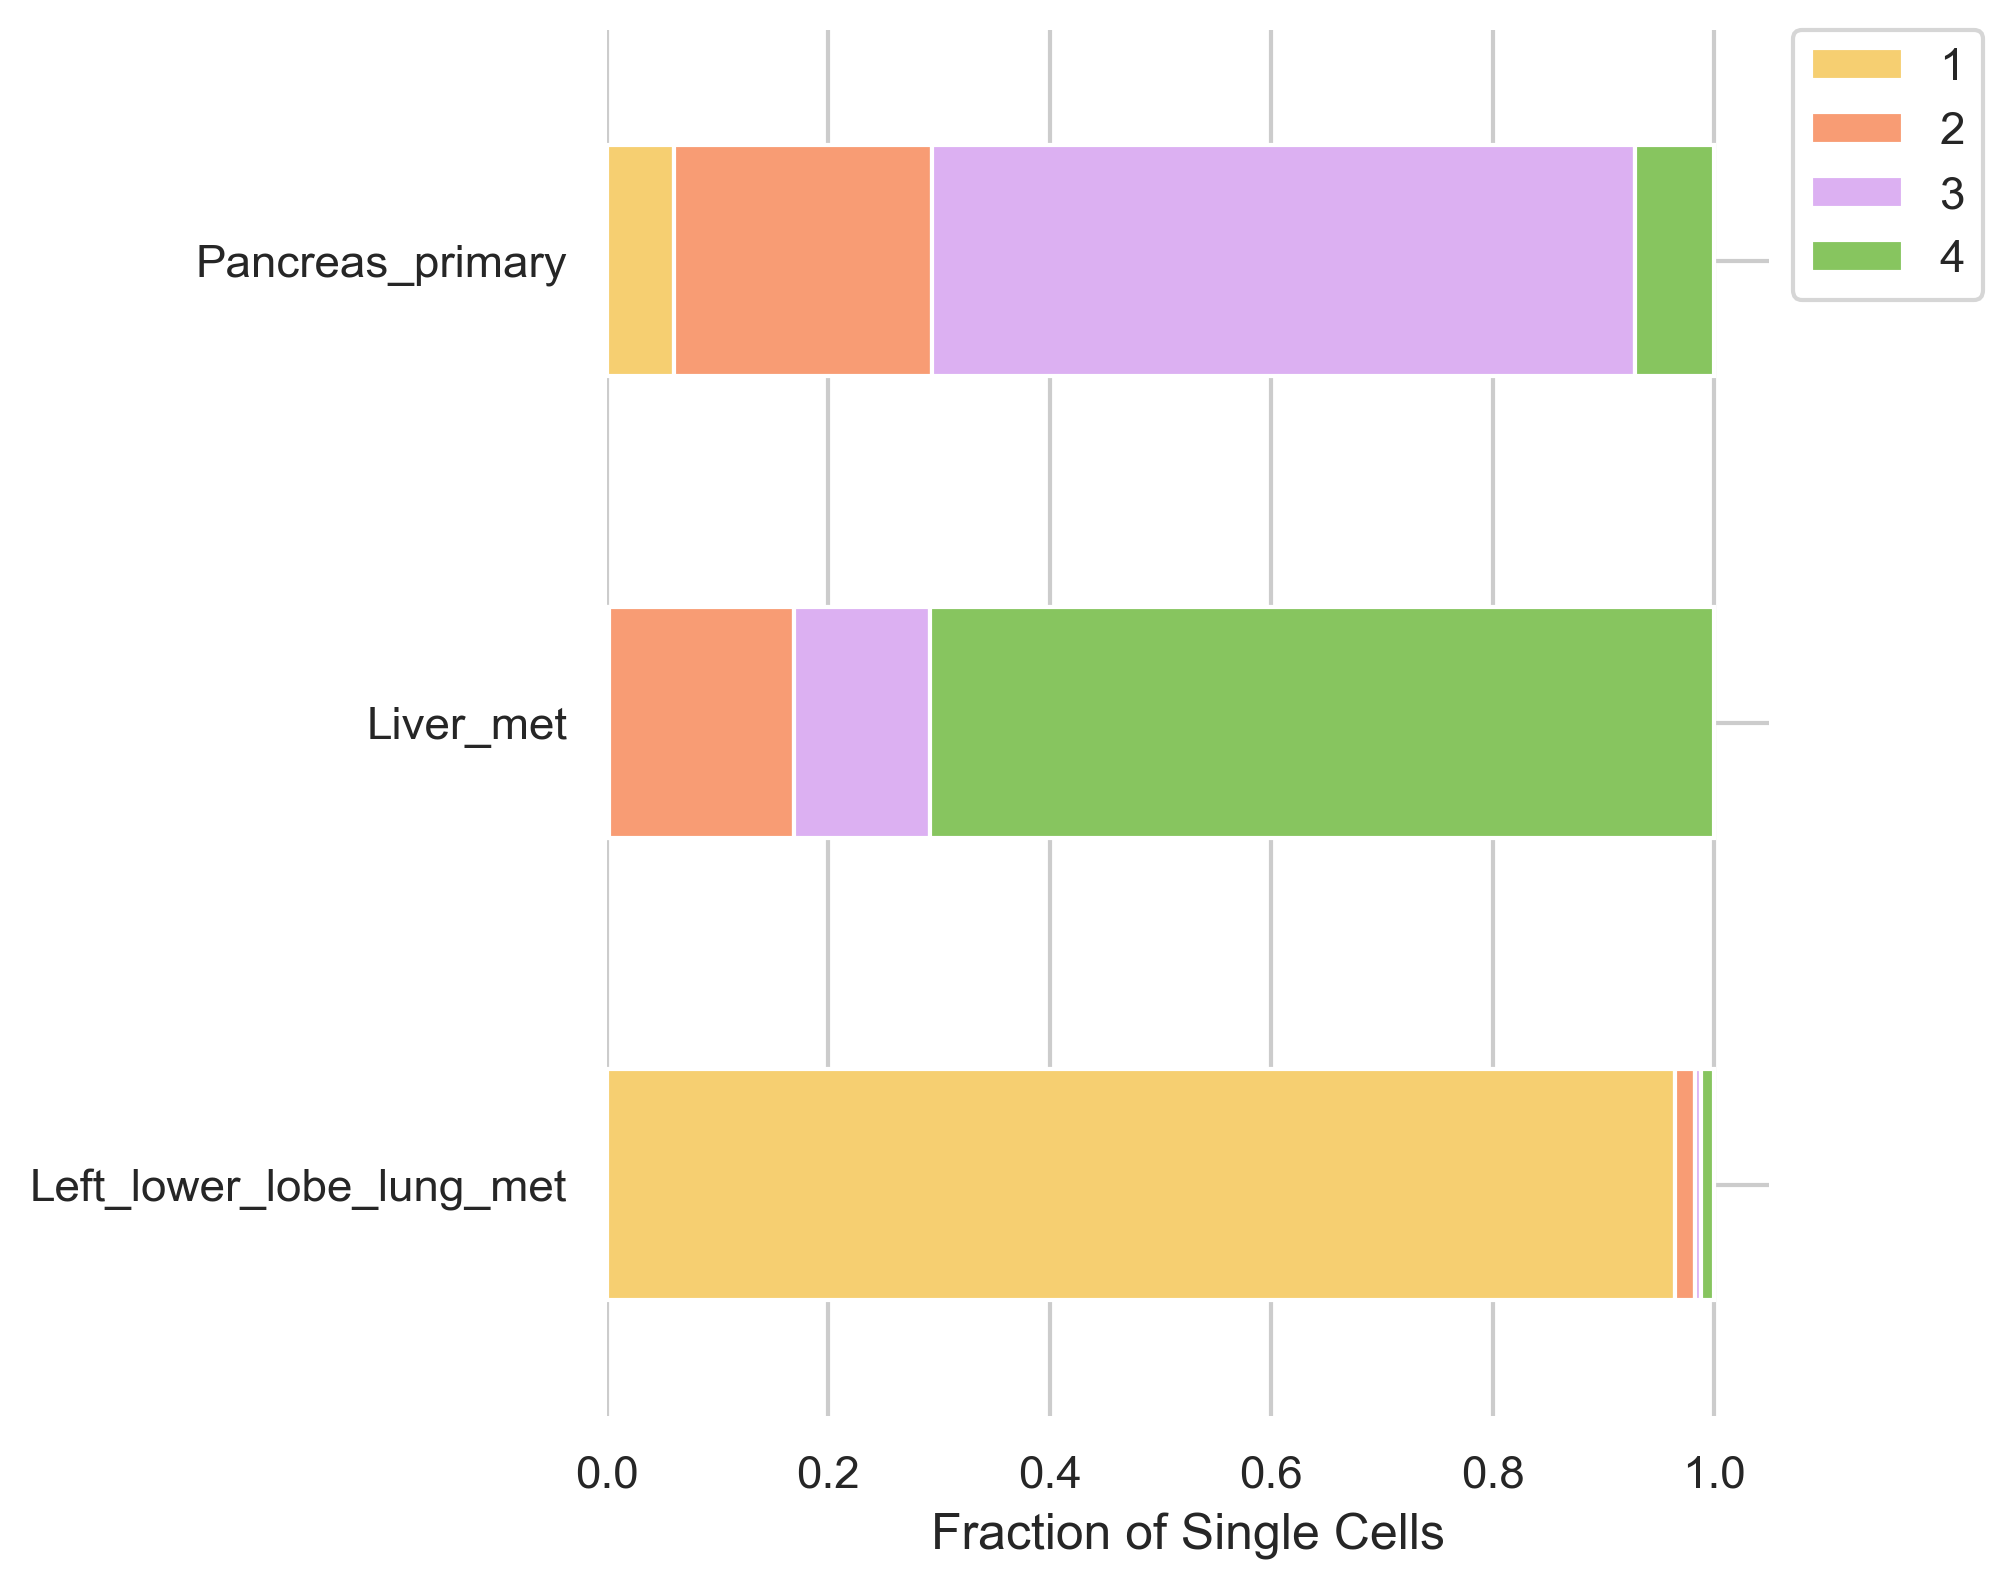 1
2
3
4
Pancreas_primary
Liver_met
Left_lower_lobe_lung_met
0.0 0.2 0.4 0.6 0.8 1.0
Fraction of Single Cells